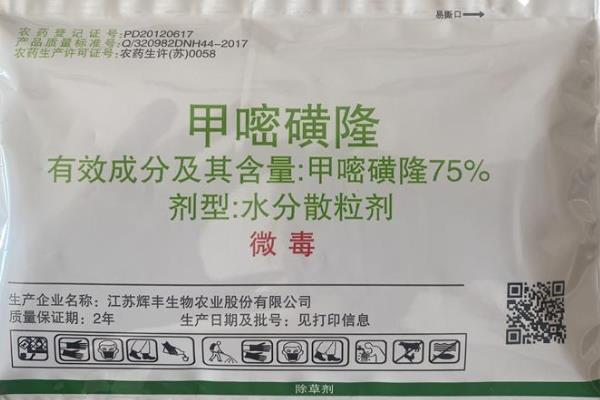 易撕口
农药登记证号:PD20120617
产品质量标准号:Q/320982DNH44-2017
农药生产许可证号:农药生许(苏)0058
甲嘧磺隆
有效成分及其含量:甲嘧磺隆75%
剂型:水分散粒剂
微毒
生产企业名称: 江苏辉丰生物农业股份有限公司
质量保证期: 2年 生产日期及批号: 见打印信息
除草剂